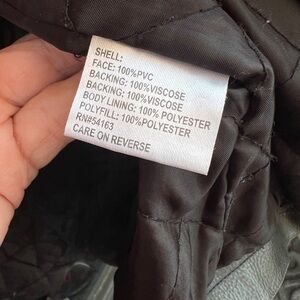 SHELL:
FACE: 100%PVC
BACKING: 100%VISCOSE
BACKING: 100%VISCOSE
BODY LINING: 100% POLYESTER
POLYFILL: 100%POLYESTER
RN#54163
CARE ON REVERSE